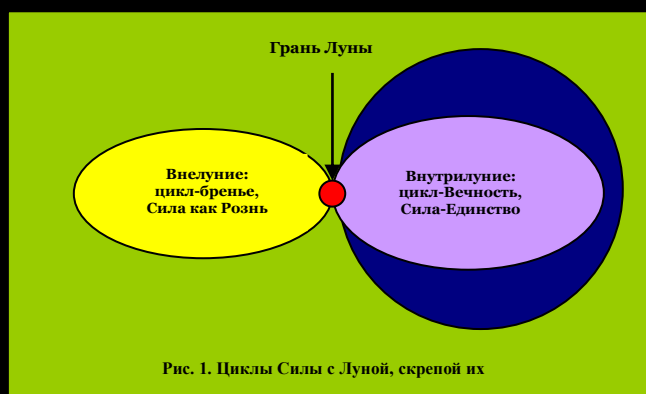 Грань Луны
Внелуние:
цикл-бренье,
Сила как Рознь
Внутрилуние:
цикл-Вечность,
Сила-Единство
Рис. 1. Циклы Силы с Луной, скрепой их